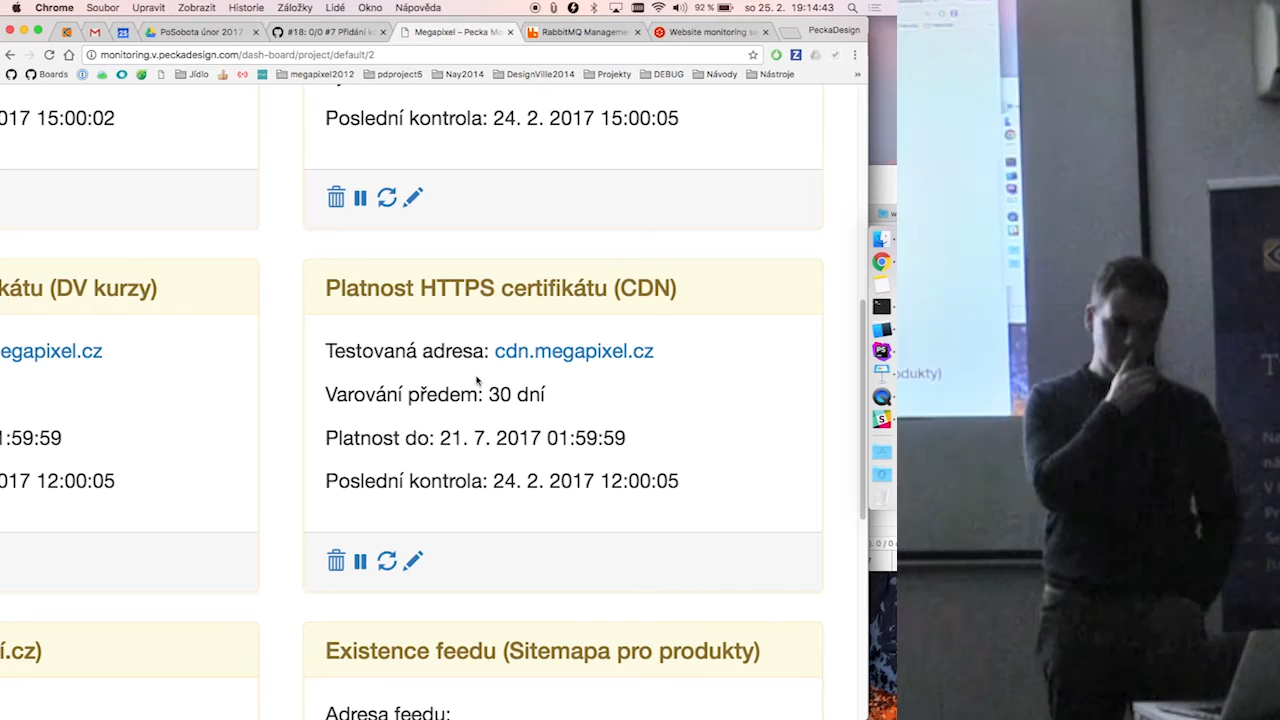 Chrome Soubor Upravit Zobrazit Historie Záložky Lidé Okno Nápověda 92 % so 25. 2. 19:14:43
PoSobota únor 2017 - #18: 0/0 #7 Přidání k Megapixel – Pecka Mo RabbitMQ Manageme Website monitoring se PeckaDesign
monitoring.v.peckadesign.com/dash-board/project/default/2
Boards Jídlo megapixel2012 pdproject5 Nay2014 DesignVille2014 Projekty DEBUG Návody Nástroje
017 15:00:02
Poslední kontrola: 24. 2. 2017 15:00:05
kátu (DV kurzy)
Platnost HTTPS certifikátu (CDN)
egapixel.cz
Testovaná adresa: cdn.megapixel.cz
Varování předem: 30 dní
:59:59
Platnost do: 21. 7. 2017 01:59:59
017 12:00:05
Poslední kontrola: 24. 2. 2017 12:00:05
í.cz)
Existence feedu (Sitemapa pro produkty)
Adresa feedu:
dukty)